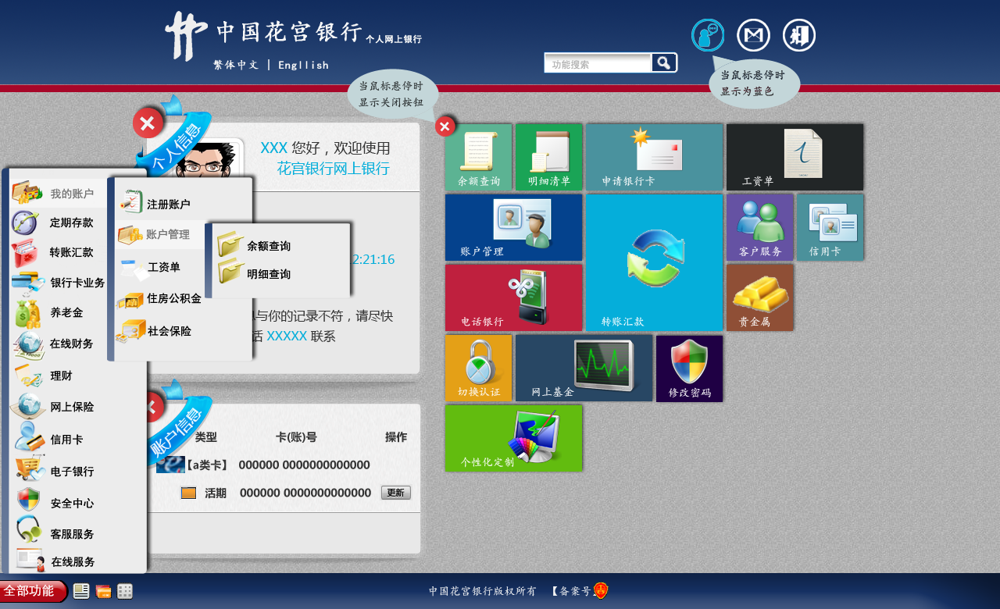 中国花宫银行 个人网上银行
繁体中文 | Engllish
功能搜索
当鼠标悬停时
显示关闭按钮
当鼠标悬停时
显示为蓝色
个人信息
XXX 您好，欢迎使用
花宫银行网上银行
2:21:16
与你的记录不符，请尽快
话 XXXXX 联系
我的账户
定期存款
转账汇款
银行卡业务
养老金
在线财务
理财
网上保险
信用卡
电子银行
安全中心
客服服务
在线服务
注册账户
账户管理
工资单
住房公积金
社会保险
余额查询
明细查询
账户信息
类型 卡(账)号 操作
【a类卡】 000000 0000000000000
活期 000000 0000000000000 更新
余额查询
明细清单
申请银行卡
工资单
账户管理
转账汇款
客户服务
信用卡
电话银行
贵金属
切换认证
网上基金
修改密码
个性化定制
全部功能
中国花宫银行版权所有 【备案号】